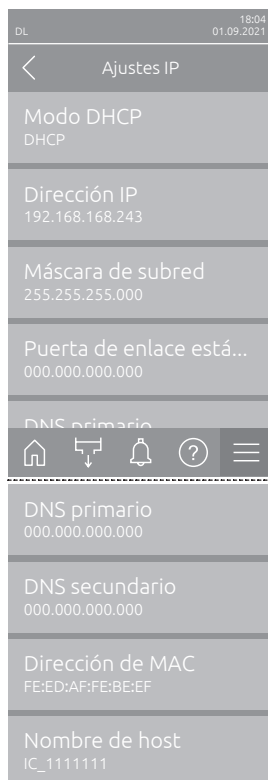 18:04
DL 01.09.2021
Ajustes IP
Modo DHCP
DHCP
Dirección IP
192.168.168.243
Máscara de subred
255.255.255.000
Puerta de enlace está...
000.000.000.000
DNS primario
?
DNS primario
000.000.000.000
DNS secundario
000.000.000.000
Dirección de MAC
FE:ED:AF:FE:BE:EF
Nombre de host
IC_1111111